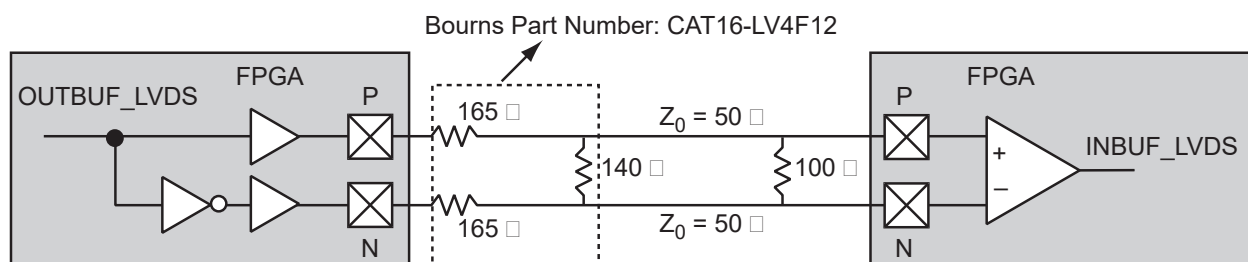 Bourns Part Number: CAT16-LV4F12
FPGA
FPGA
OUTBUF_LVDS
P
165 □
Z0 = 50 □
P
140 □
100 □
+
–
INBUF_LVDS
165 □
Z0 = 50 □
N
N